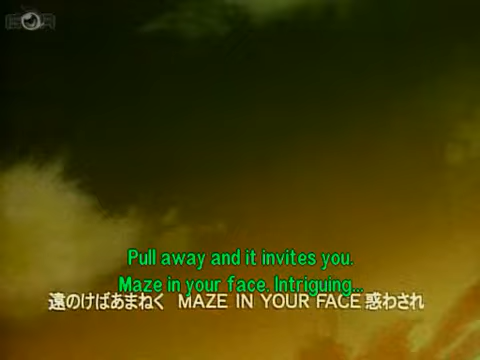 Pull away and it invites you.
Maze in your face. Intriguing...
遠のけばあまねく MAZE IN YOUR FACE 惑わされ